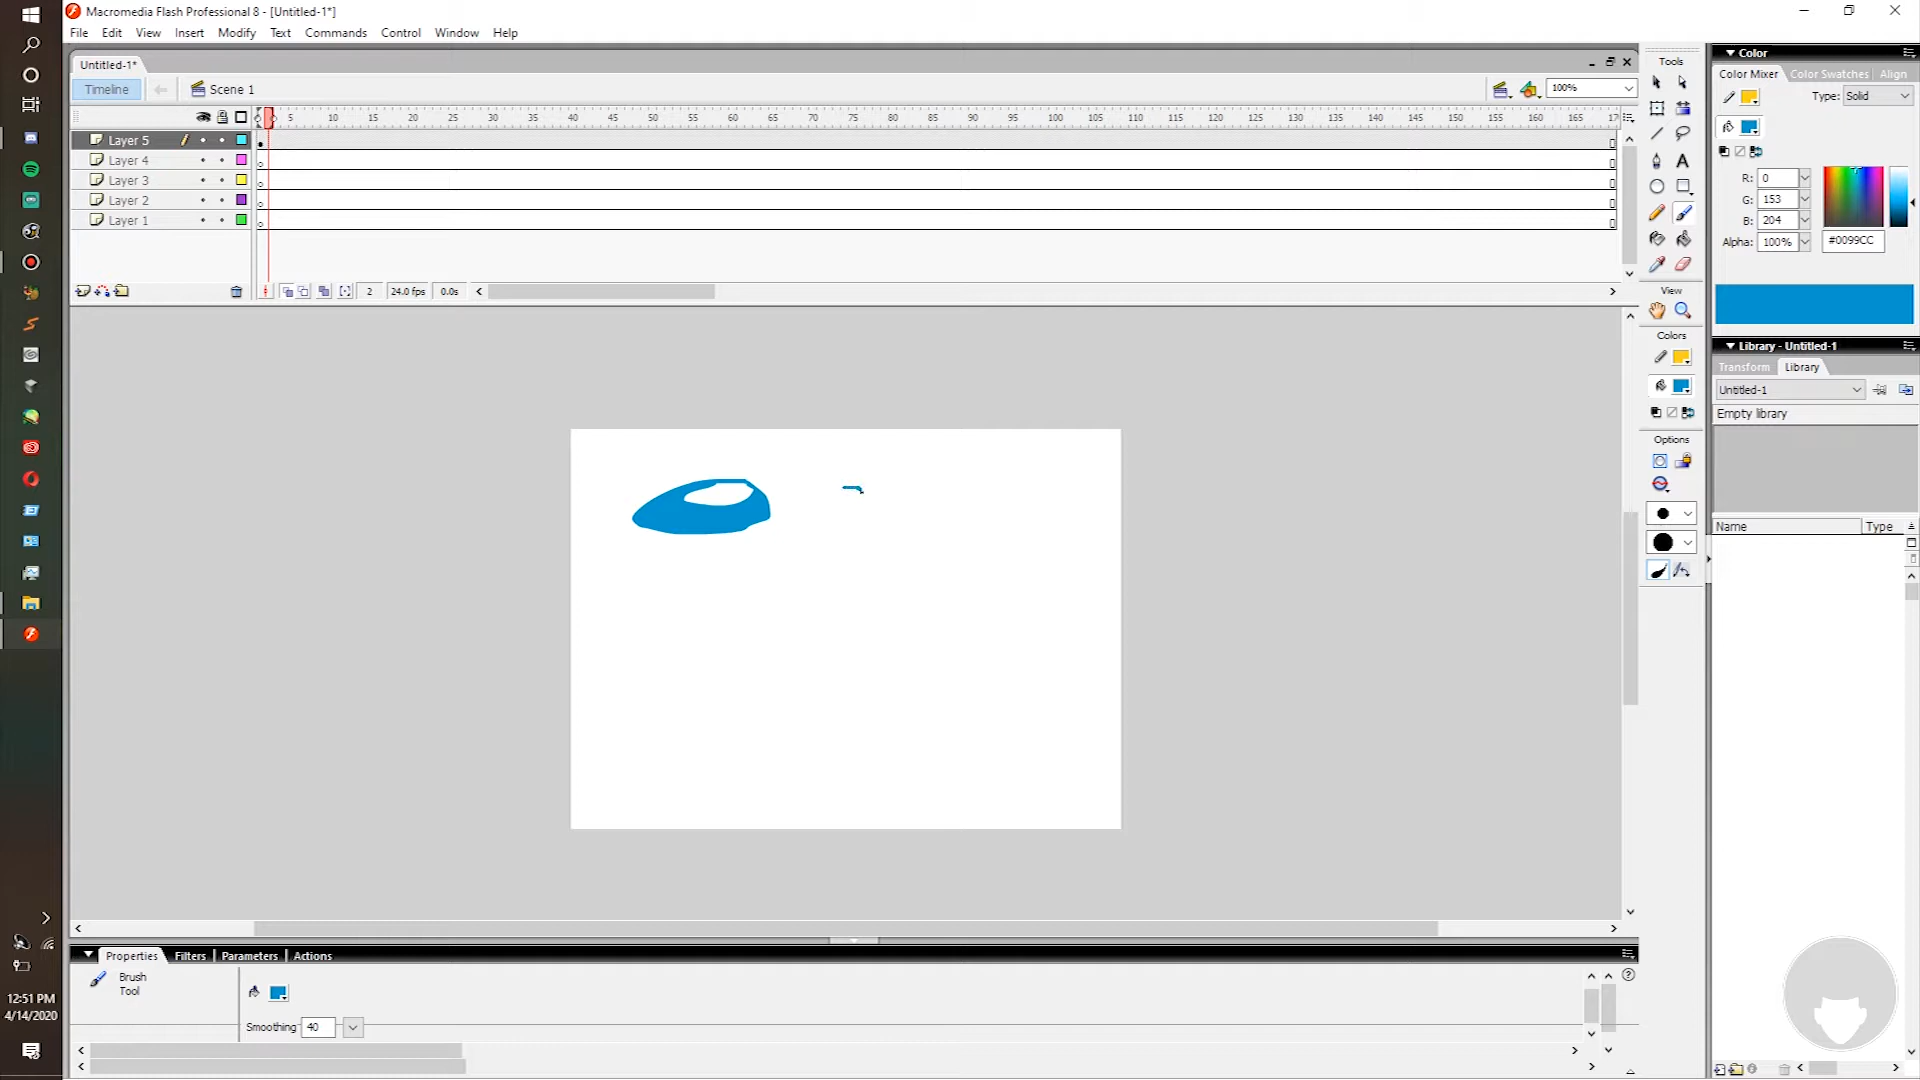 Macromedia Flash Professional 8 - [Untitled-1*]
File Edit View Insert Modify Commands Text Control Window Help
Untitled-1*
Timeline Scene 1 100%
5 10 15 20 25 30 35 40 45 50 55 60 65 70 75 80 85 90 95 100 105 110 115 120 125 130 135 140 145 150 155 160 165 17
Layer 5
Layer 4
Layer 3
Layer 2
Layer 1
2 24.0 fps 0.0s
Tools
View
Colors
Options
Color
Color Mixer Color Swatches Align
Type: Solid
R: 0
G: 153
B: 204
Alpha: 100% #0099CC
Library - Untitled-1
Transform Library
Untitled-1
Empty library
Name Type
Properties Filters Parameters Actions
Brush
Tool
Smoothing 40
12:51 PM
4/14/2020